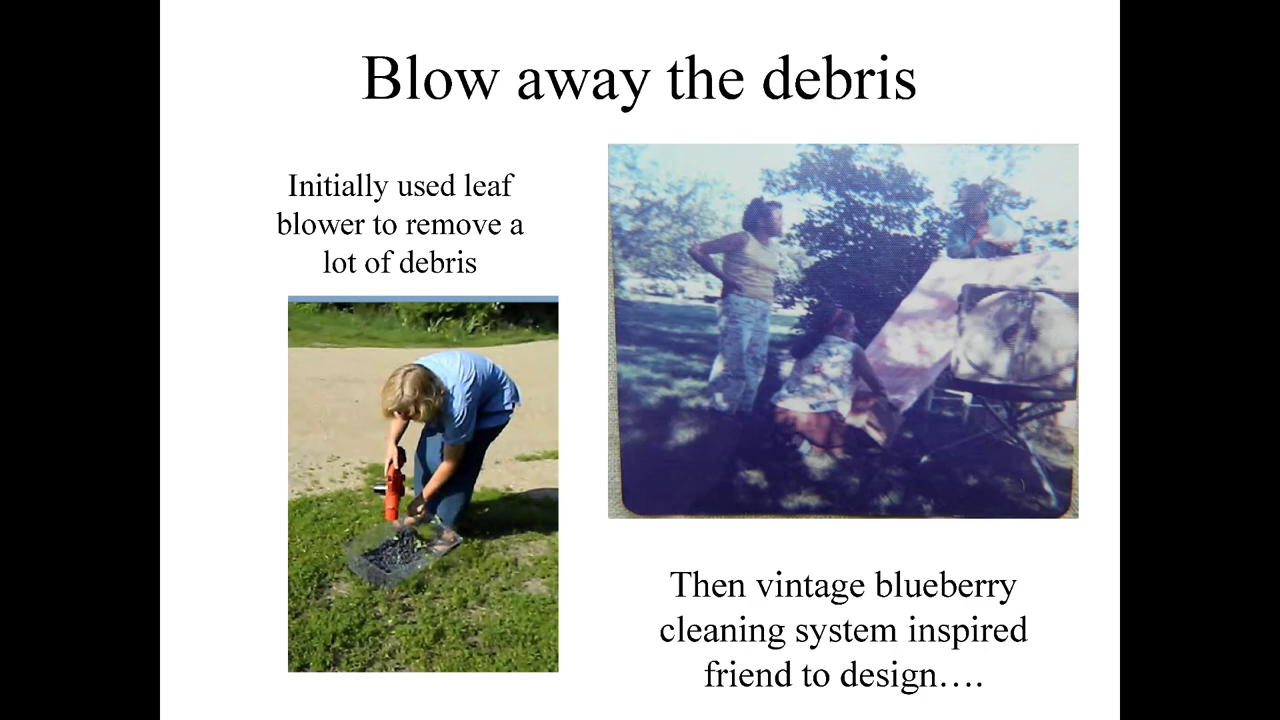 Blow away the debris
Initially used leaf
blower to remove a
lot of debris
Then vintage blueberry
cleaning system inspired
friend to design….